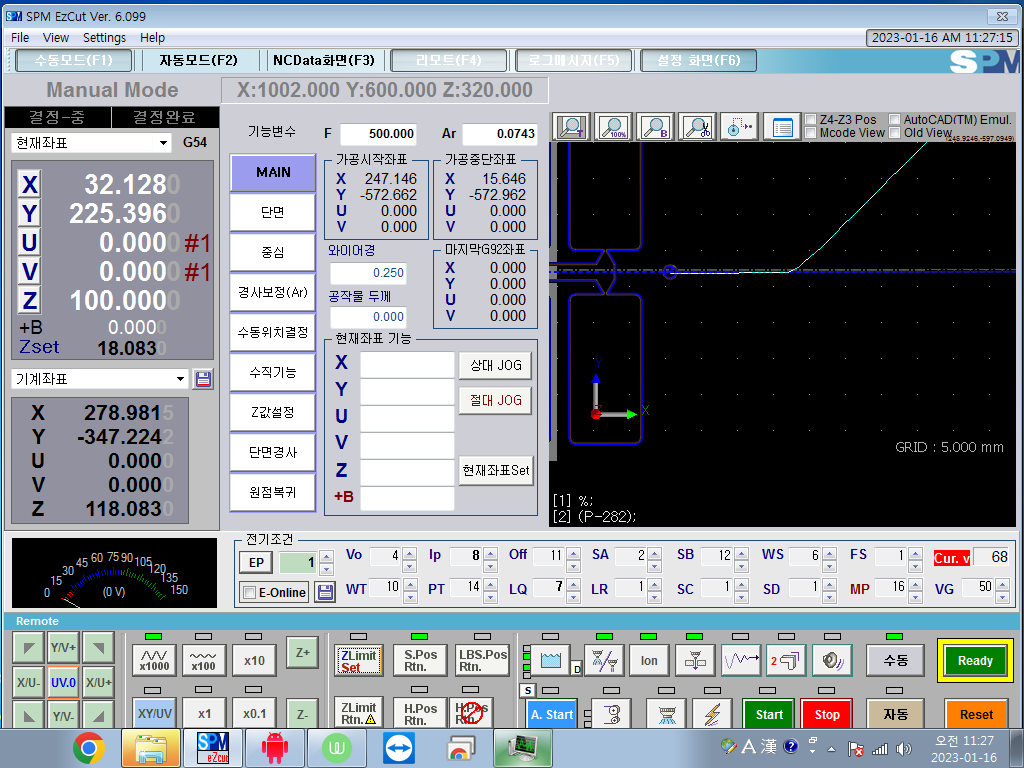 SPM EzCut Ver. 6.099
File View Settings Help
2023-01-16 AM 11:27:15
수동모드(F1) 자동모드(F2) NCData화면(F3) 리모트(F4) 로그메시지(F5) 설정 화면(F6)
SPM
Manual Mode
X:1002.000 Y:600.000 Z:320.000
결정-중 결정완료
현재좌표 G54
X 32.1280
Y 225.3960
U 0.0000 #1
V 0.0000 #1
Z 100.0000
+B 0.0000
Zset 18.0830
기계좌표
X 278.9815
Y -347.2242
U 0.0000
V 0.0000
Z 118.0830
기능변수 F 500.000 Ar 0.0743
MAIN
단면
중심
경사보정(Ar)
수동위치결정
수직기능
Z값설정
단면경사
원점복귀
가공시작좌표
X 247.146
Y -572.662
U 0.000
V 0.000
가공중단좌표
X 15.646
Y -572.962
U 0.000
V 0.000
와이어경
0.250
공작물 두께
0.000
마지막G92좌표
X 0.000
Y 0.000
U 0.000
V 0.000
현재좌표 기능
X
Y
U
V
Z
+B
상대 JOG
절대 JOG
현재좌표Set
T 100% B
Z4-Z3 Pos AutoCAD(TM) Emul.
Mcode View Old View
Y
X
GRID : 5.000 mm
[1] %;
[2] (P-282);
0 15 30 45 60 75 90 105 120 135 150
(0 V)
전기조건
EP 1
E-Online
Vo 4 Ip 8 Off 11 SA 2 SB 12 WS 6 FS 1 Cur. v 68
WT 10 PT 14 LQ 7 LR 1 SC 1 SD 1 MP 16 VG 50
Remote
Y/V+
X/U- UV.0 X/U+
Y/V-
x1000 x100 x10 Z+
XY/UV x1 x0.1 Z-
ZLimit Set S.Pos Rtn. LBS.Pos Rtn.
ZLimit Rtn. H.Pos Rtn. H.Pos Rtn.
D Ion 2 수동 Ready
S A. Start Start Stop 자동 Reset
SPM eZcut
A 漢
오전 11:27
2023-01-16